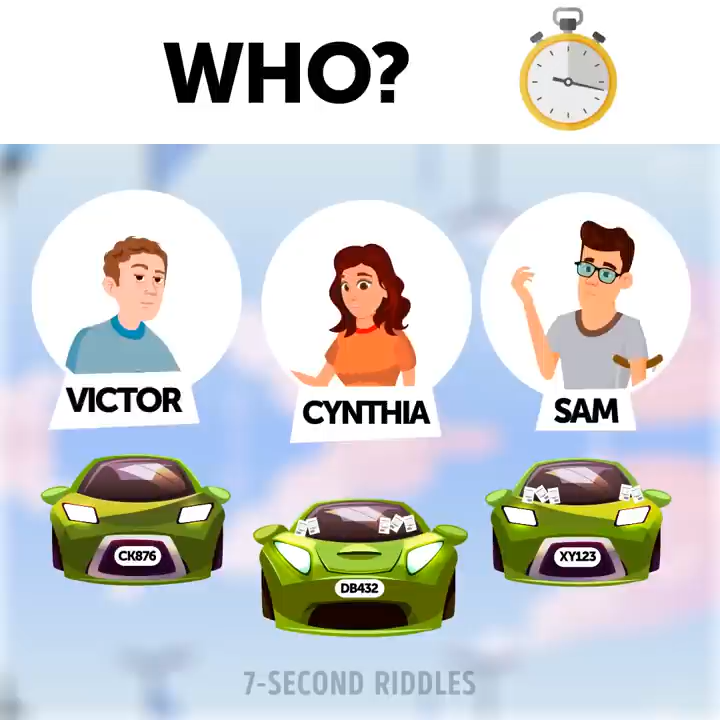 WHO?
VICTOR
CYNTHIA
SAM
CK876
DB432
XY123
7-SECOND RIDDLES